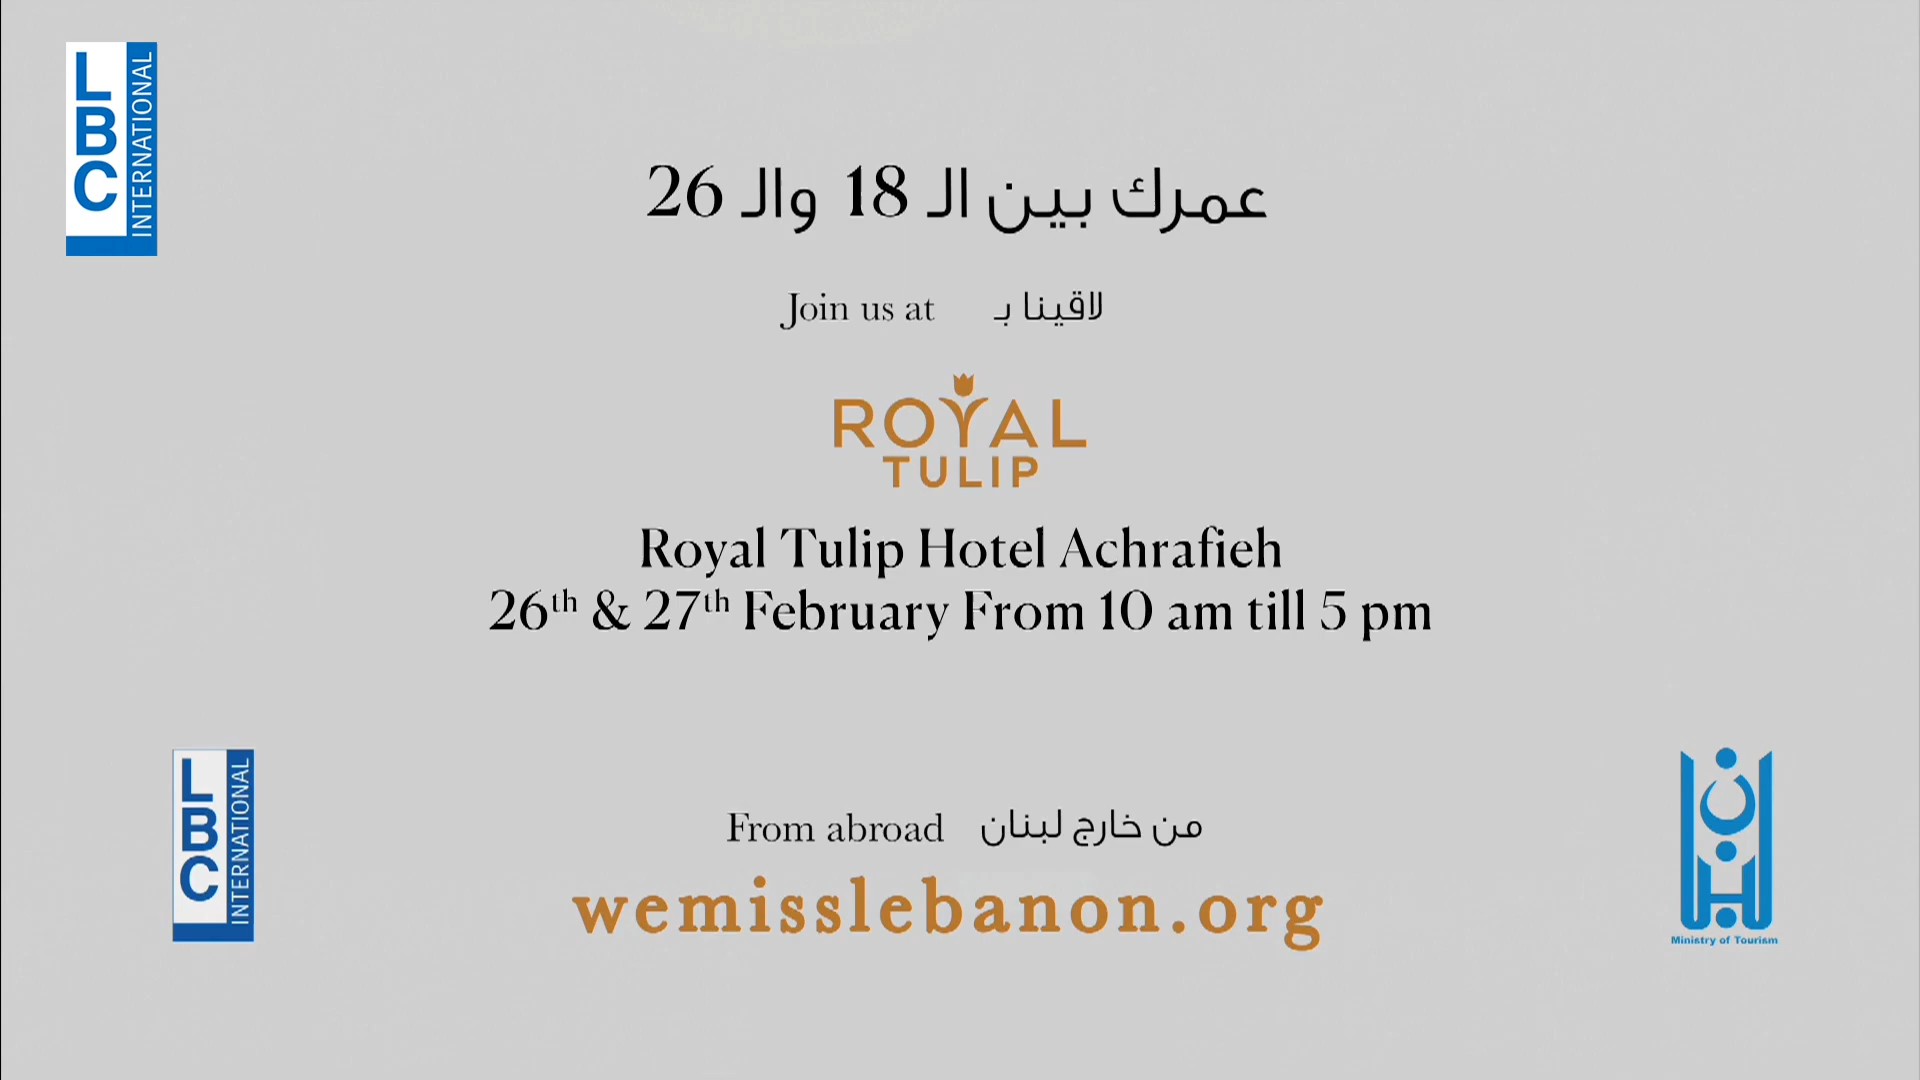 LBC INTERNATIONAL
عمرك بين الـ 18 والـ 26
Join us at لاقينا بـ
ROYAL
TULIP
Royal Tulip Hotel Achrafieh
26th & 27th February From 10 am till 5 pm
LBC INTERNATIONAL
From abroad من خارج لبنان
wemisslebanon.org
لبنان
Ministry of Tourism